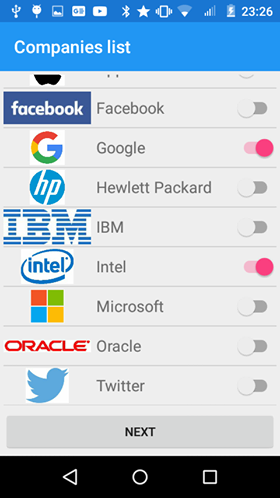 23:26
Companies list
facebook Facebook
Google
hp Hewlett Packard
IBM IBM
intel Intel
Microsoft
ORACLE Oracle
Twitter
NEXT